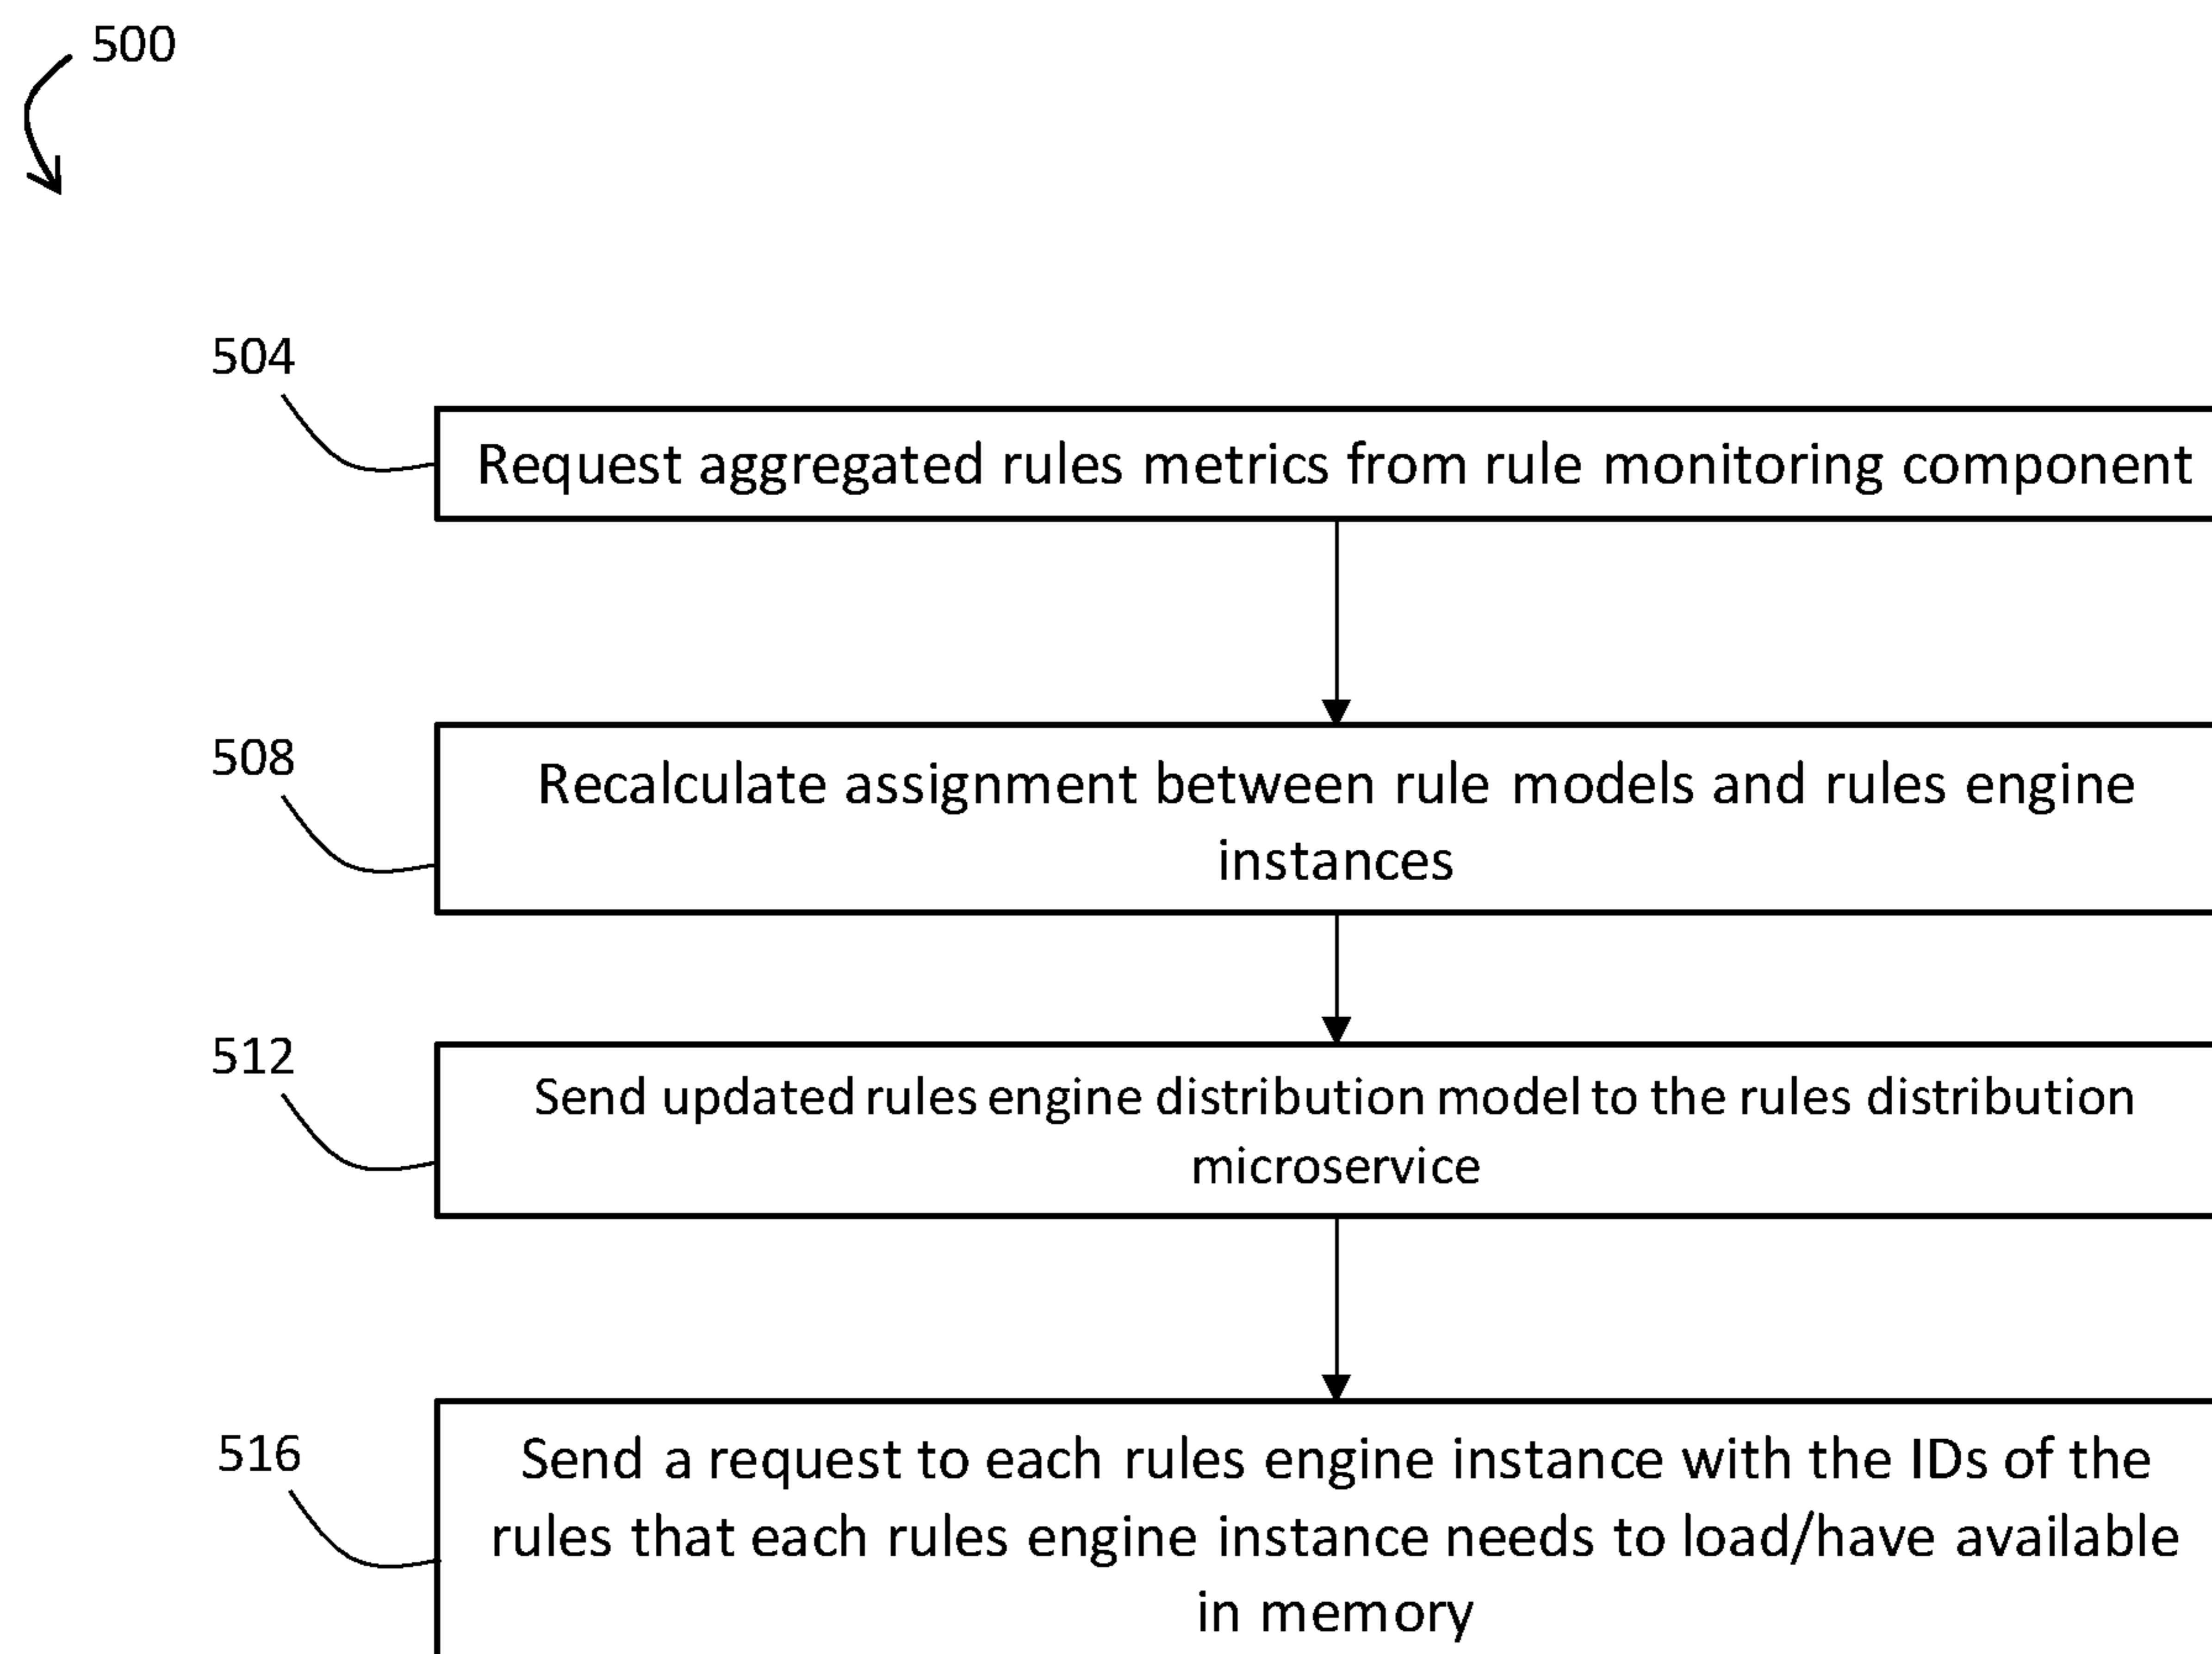 500
504
Request aggregated rules metrics from rule monitoring component
508
Recalculate assignment between rule models and rules engine
instances
512
Send updated rules engine distribution model to the rules distribution
microservice
516
Send a request to each rules engine instance with the IDs of the
rules that each rules engine instance needs to load/have available
in memory